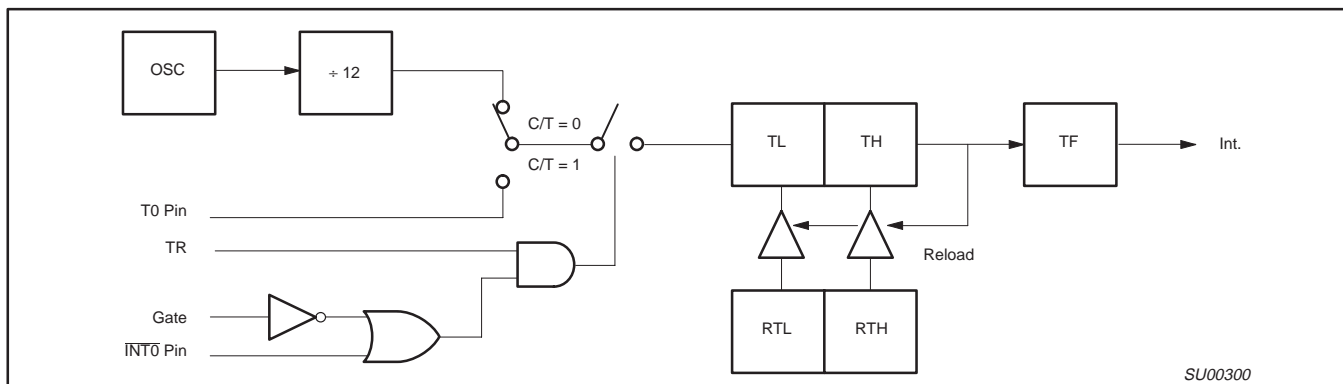 OSC
÷ 12
C/T = 0
C/T = 1
TL
TH
TF
Int.
T0 Pin
TR
Reload
Gate
INT0 Pin
RTL
RTH
SU00300